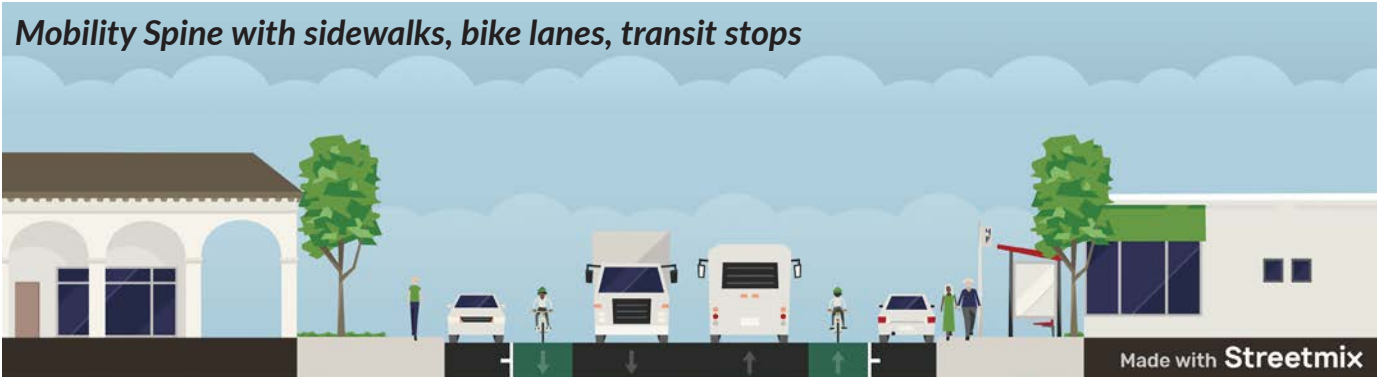 Mobility Spine with sidewalks, bike lanes, transit stops
Made with Streetmix